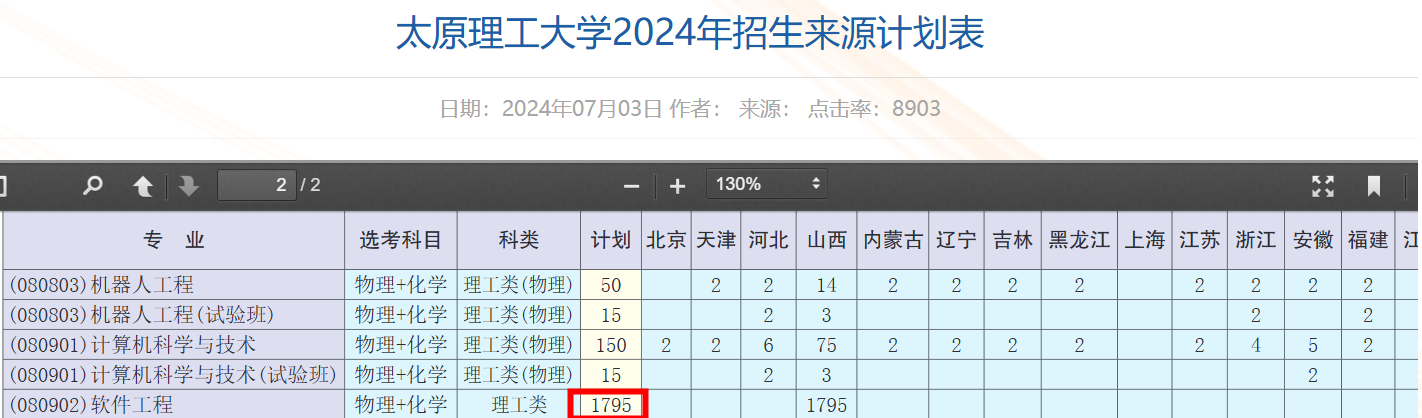 太原理工大学2024年招生来源计划表
日期：2024年07月03日 作者： 来源： 点击率：8903
2 / 2 130%
专 业 选考科目 科类 计划 北京 天津 河北 山西 内蒙古 辽宁 吉林 黑龙江 上海 江苏 浙江 安徽 福建
(080803)机器人工程 物理+化学 理工类(物理) 50 2 2 14 2 2 2 2 2 2 2 2
(080803)机器人工程(试验班) 物理+化学 理工类(物理) 15 2 3 2 2
(080901)计算机科学与技术 物理+化学 理工类(物理) 150 2 2 6 75 2 2 2 2 2 4 5 2
(080901)计算机科学与技术(试验班) 物理+化学 理工类(物理) 15 2 3 2
(080902)软件工程 物理+化学 理工类 1795 1795